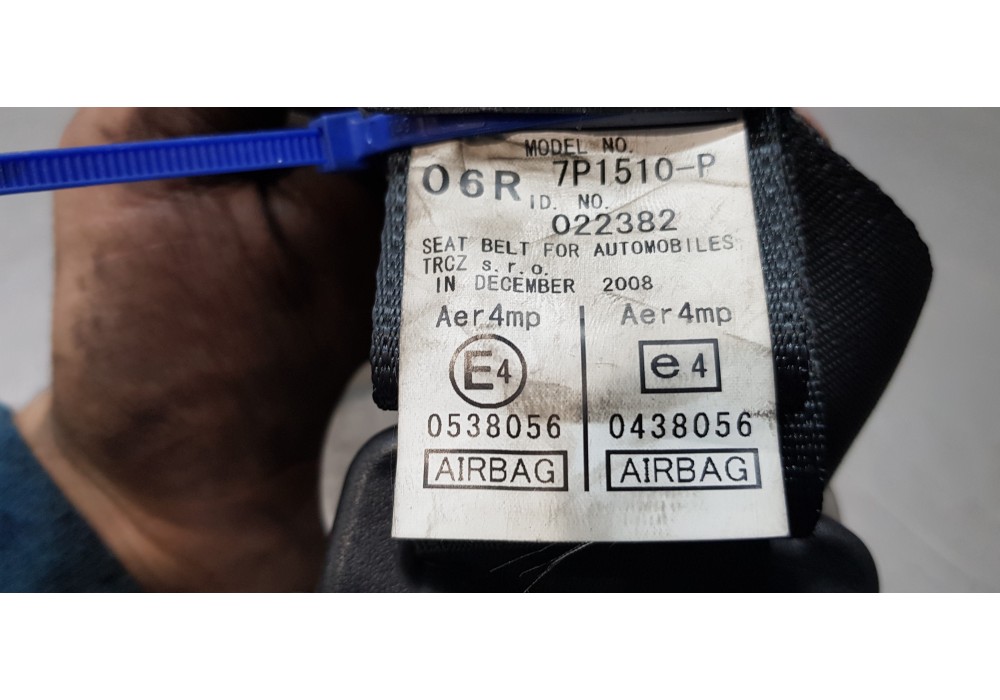 MODEL NO.
06R 7P1510-P
ID. NO.
022382
SEAT BELT FOR AUTOMOBILES
TRCZ s.r.o.
IN DECEMBER 2008
Aer4mp Aer4mp
E4 e4
0538056 0438056
AIRBAG AIRBAG